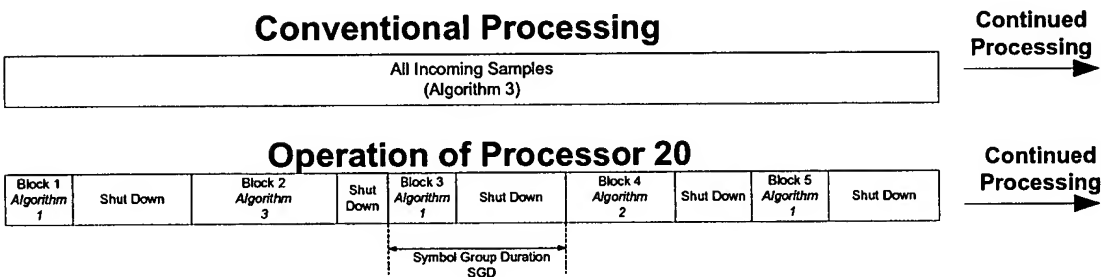 Conventional Processing
Continued
Processing
All Incoming Samples
(Algorithm 3)
Operation of Processor 20
Continued
Processing
Block 1
Algorithm
1
Shut Down
Block 2
Algorithm
3
Shut
Down
Block 3
Algorithm
1
Shut Down
Block 4
Algorithm
2
Shut Down
Block 5
Algorithm
1
Shut Down
Symbol Group Duration
SGD